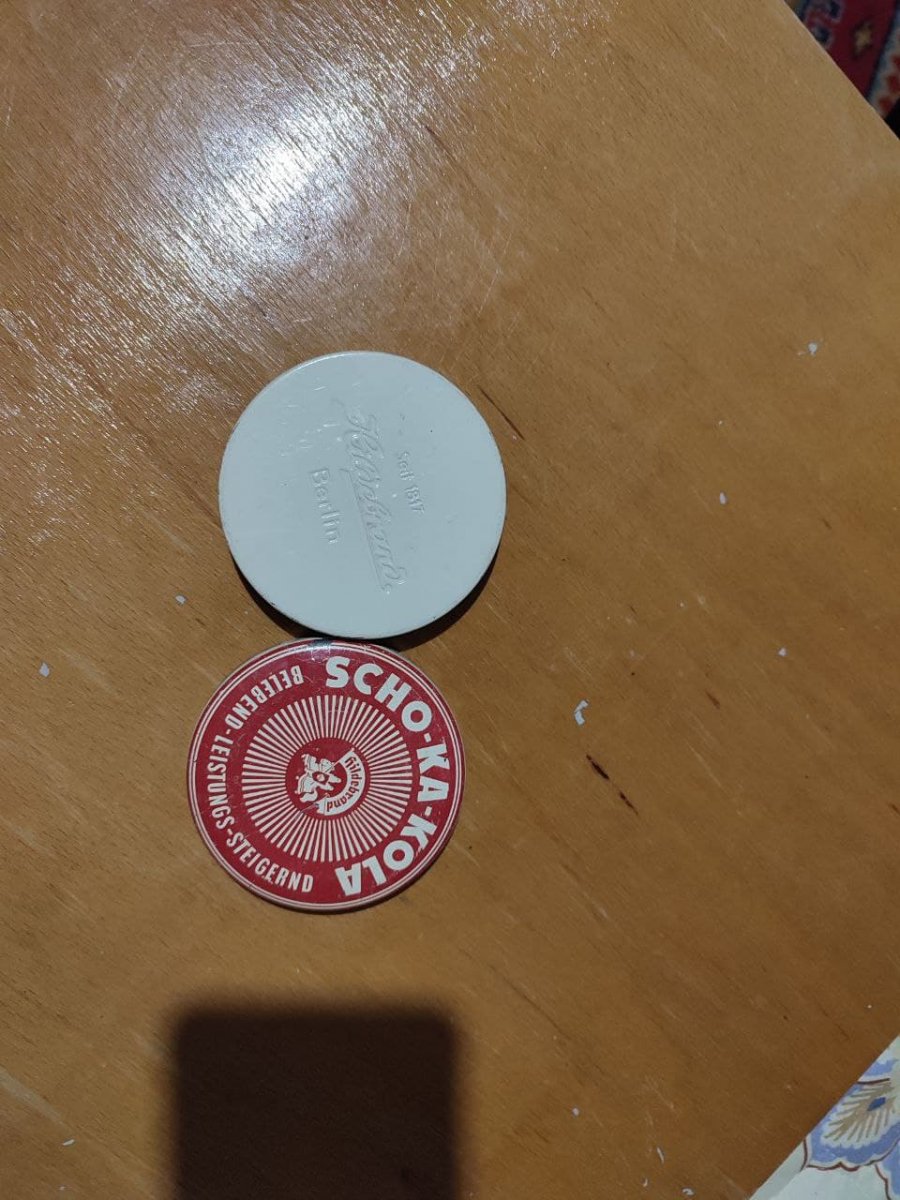 Seit 1817
Hildebrand
Berlin
SCHO-KA-KOLA
BELEBEND-LEISTUNGS-STEIGERND
Hildebrand